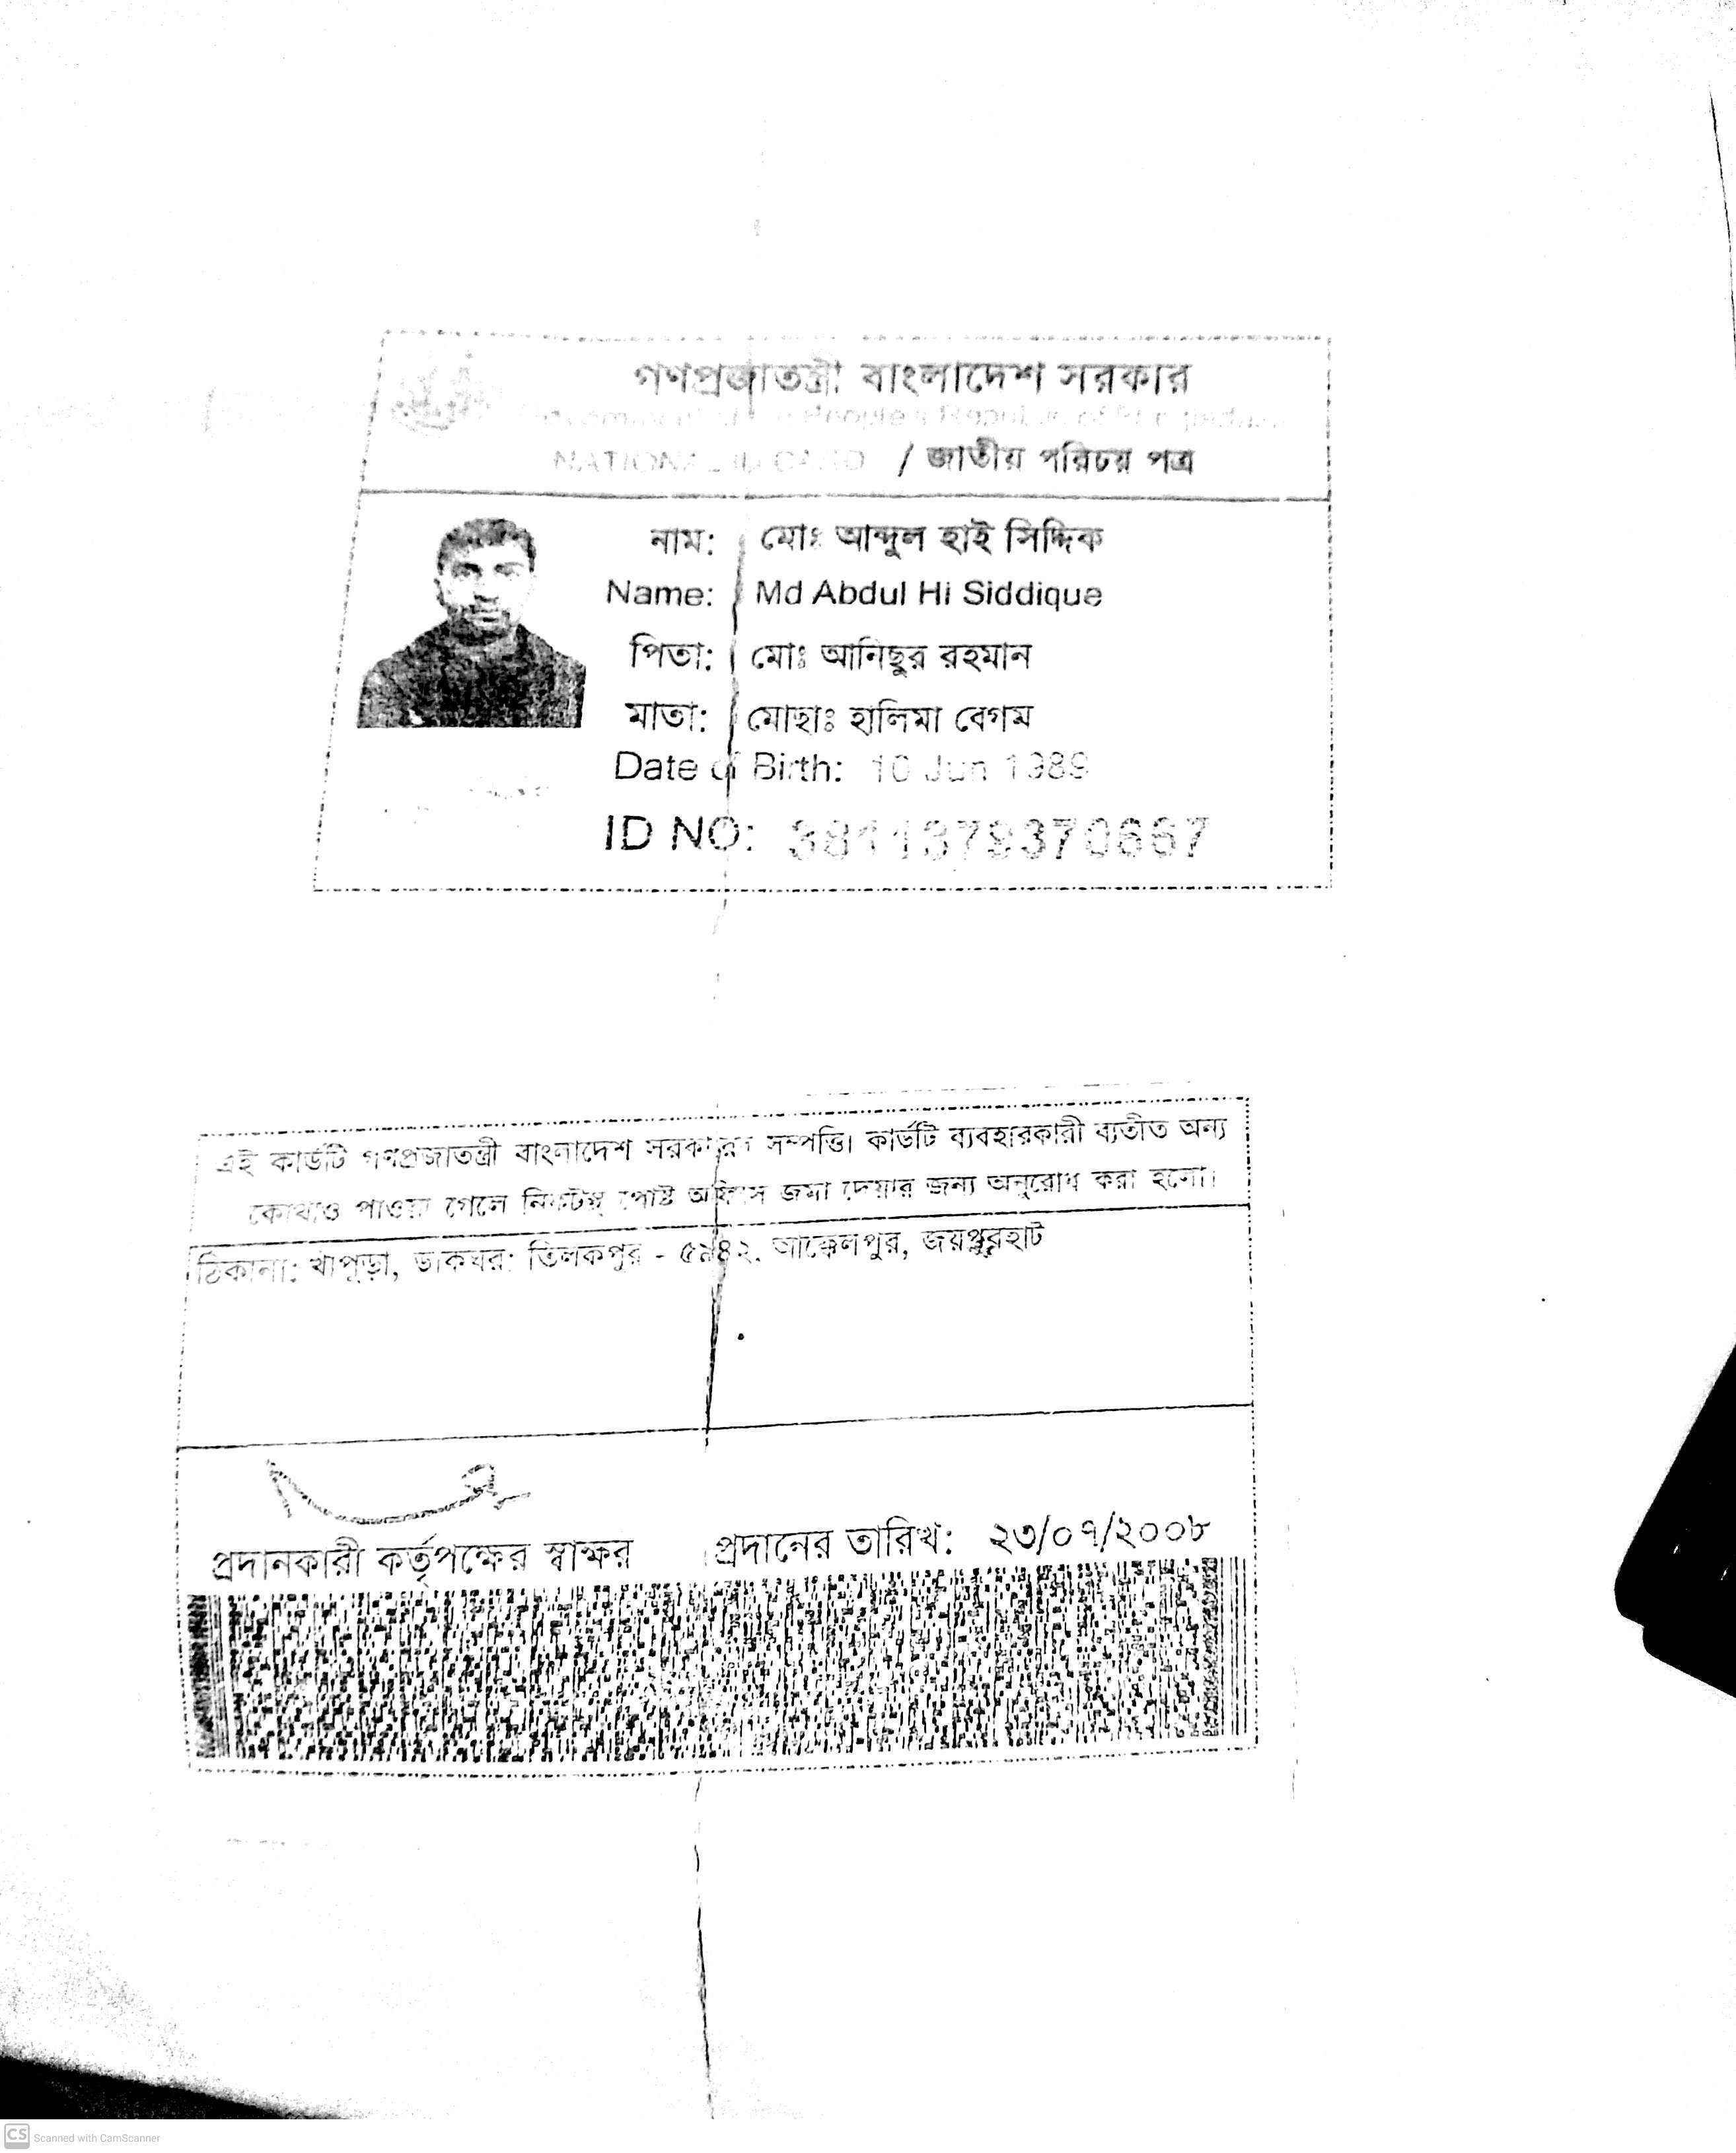 গণপ্রজাতন্ত্রী বাংলাদেশ সরকার
NATIONAL ID CARD / জাতীয় পরিচয় পত্র
নাম: মোঃ আব্দুল হাই সিদ্দিক
Name: Md Abdul Hi Siddique
পিতা: মোঃ আনিছুর রহমান
মাতা: মোছাঃ হালিমা বেগম
Date of Birth: 10 Jun 1989
ID NO: 3811379370667
এই কার্ডটি গণপ্রজাতন্ত্রী বাংলাদেশ সরকারের সম্পত্তি। কার্ডটি ব্যবহারকারী ব্যতীত অন্য
কোথাও পাওয়া গেলে নিকটস্থ পোষ্ট অফিসে জমা দেয়ার জন্য অনুরোধ করা হলো।
ঠিকানা: খাঁপুড়া, ডাকঘর: তিলকপুর - ৫৯৪২, আক্কেলপুর, জয়পুরহাট
প্রদানকারী কর্তৃপক্ষের স্বাক্ষর প্রদানের তারিখ: ২৩/০৭/২০০৮
CS Scanned with CamScanner